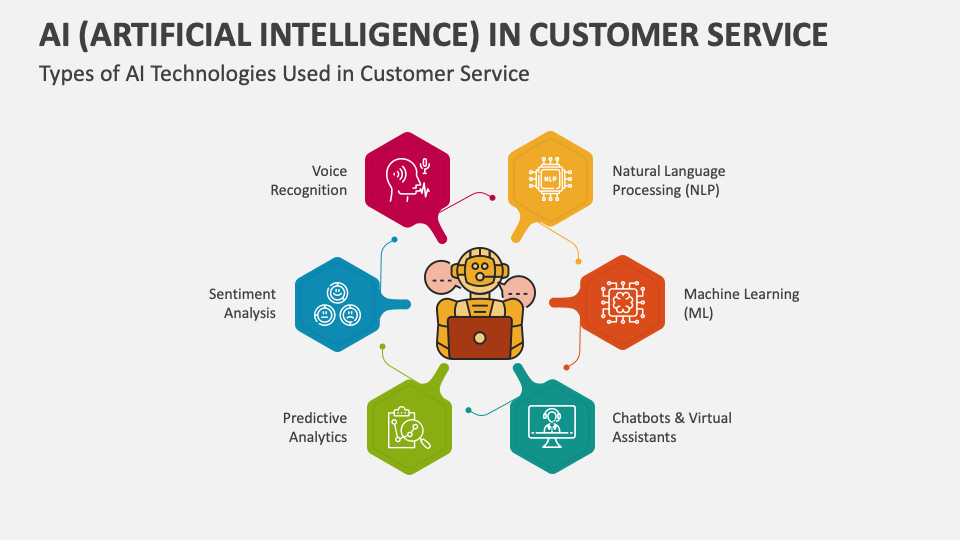 AI (ARTIFICIAL INTELLIGENCE) IN CUSTOMER SERVICE
Types of AI Technologies Used in Customer Service
Voice
Recognition
NLP
Natural Language
Processing (NLP)
Sentiment
Analysis
Machine Learning
(ML)
Predictive
Analytics
Chatbots & Virtual
Assistants